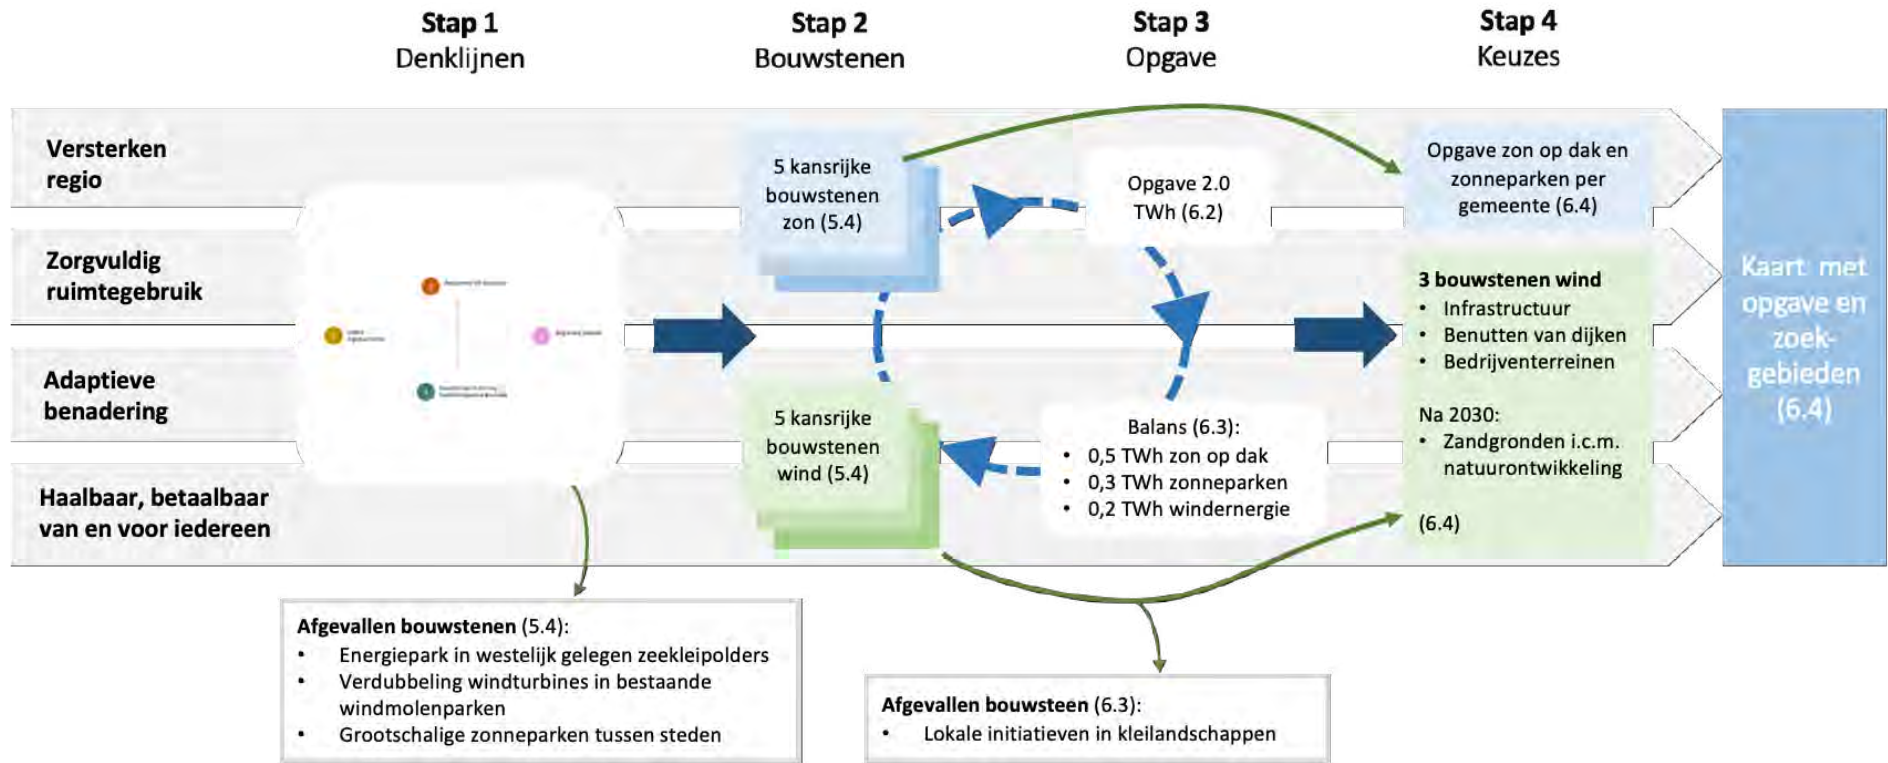 Stap 1
Denklijnen
Stap 2
Bouwstenen
Stap 3
Opgave
Stap 4
Keuzes
Versterken
regio
Zorgvuldig
ruimtegebruik
Adaptieve
benadering
Haalbaar, betaalbaar
van en voor iedereen
5 kansrijke
bouwstenen
zon (5.4)
5 kansrijke
bouwstenen
wind (5.4)
Opgave 2.0
TWh (6.2)
Balans (6.3):
• 0,5 TWh zon op dak
• 0,3 TWh zonneparken
• 0,2 TWh windernergie
Opgave zon op dak en
zonneparken per
gemeente (6.4)
3 bouwstenen wind
• Infrastructuur
• Benutten van dijken
• Bedrijventerreinen
Na 2030:
• Zandgronden i.c.m.
natuurontwikkeling
(6.4)
Kaart met
opgave en
zoek-
gebieden
(6.4)
Afgevallen bouwstenen (5.4):
• Energiepark in westelijk gelegen zeekleipolders
• Verdubbeling windturbines in bestaande
windmolenparken
• Grootschalige zonneparken tussen steden
Afgevallen bouwsteen (6.3):
• Lokale initiatieven in kleilandschappen